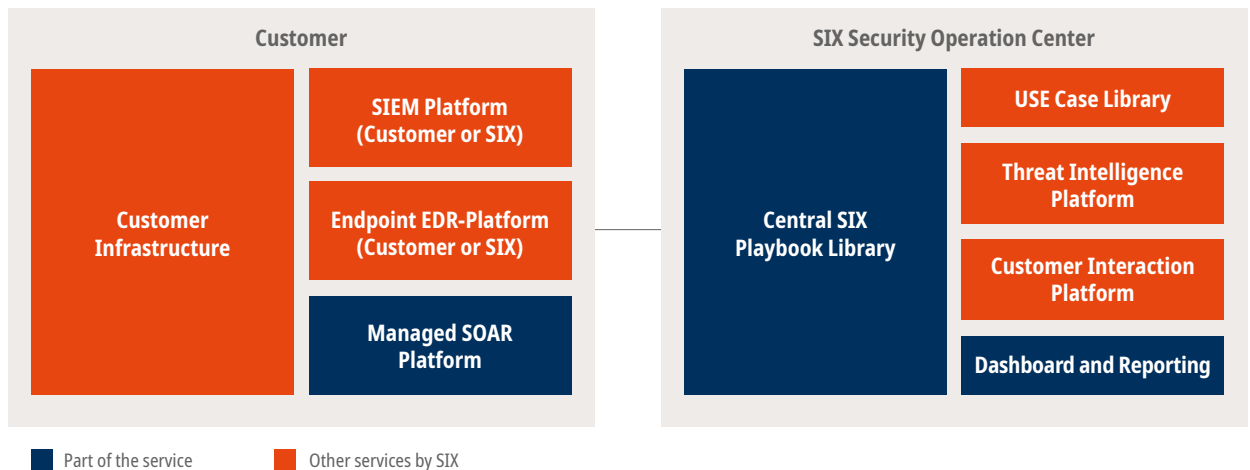 Customer
Customer
Infrastructure
SIEM Platform
(Customer or SIX)
Endpoint EDR-Platform
(Customer or SIX)
Managed SOAR
Platform
SIX Security Operation Center
Central SIX
Playbook Library
USE Case Library
Threat Intelligence
Platform
Customer Interaction
Platform
Dashboard and Reporting
Part of the service
Other services by SIX